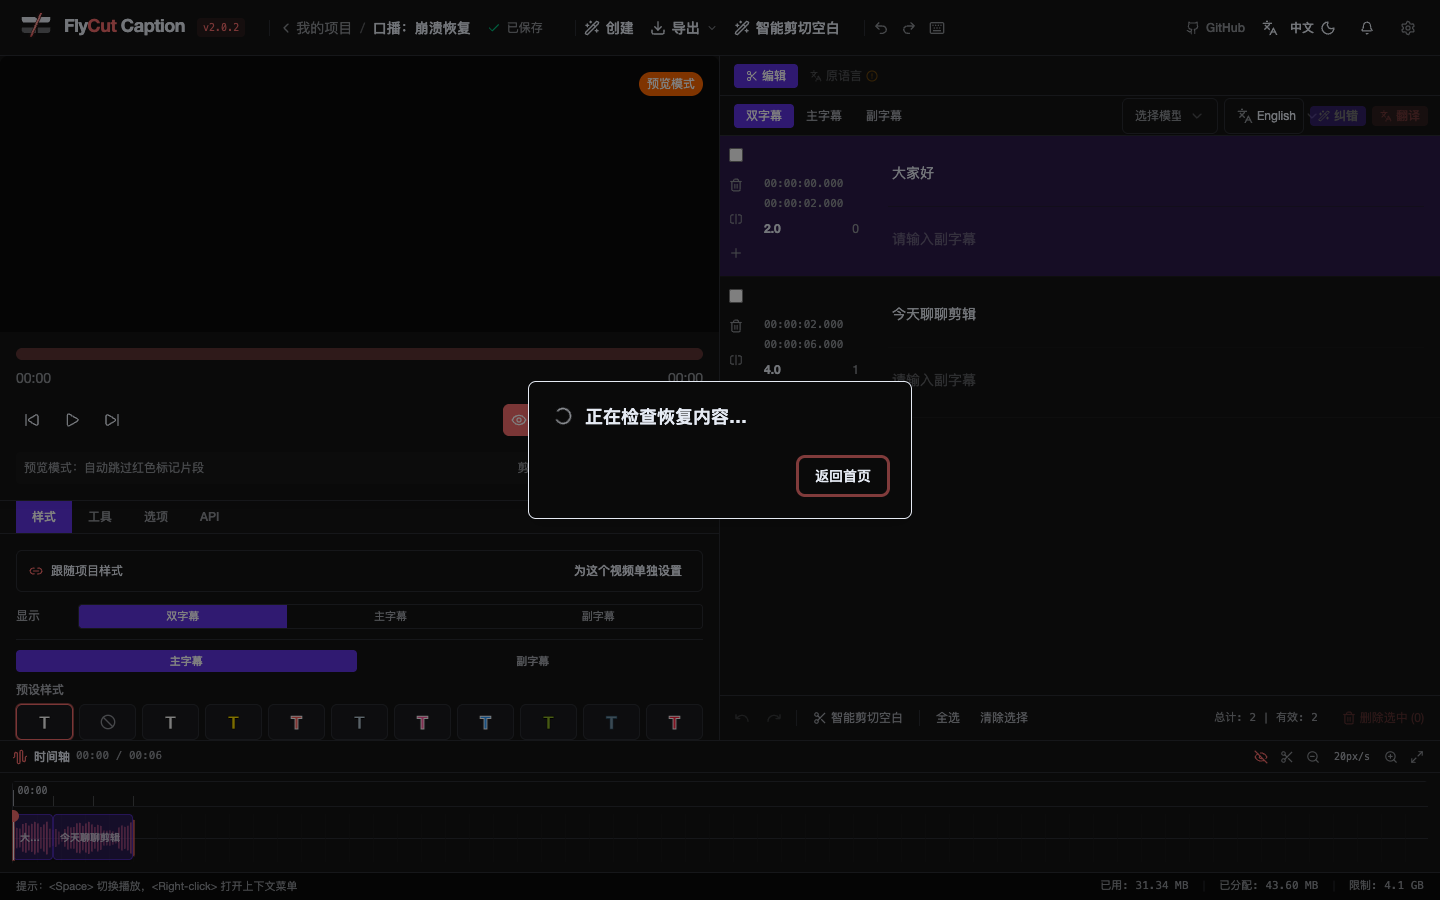 FlyCut Caption v2.0.2 我的项目 / 口播：崩溃恢复 已保存 创建 导出 智能剪切空白 GitHub 中文
预览模式
编辑 原语言
双字幕 主字幕 副字幕 选择模型 English 纠错 翻译
00:00:00.000
00:00:02.000
2.0 0
大家好
请输入副字幕
00:00:02.000
00:00:06.000
4.0 1
今天聊聊剪辑
请输入副字幕
00:00 00:00
预览模式：自动跳过红色标记片段 剪
正在检查恢复内容...
返回首页
样式 工具 选项 API
跟随项目样式 为这个视频单独设置
显示 双字幕 主字幕 副字幕
主字幕 副字幕
预设样式
T T T T T T T T T T
智能剪切空白 全选 清除选择 总计: 2 | 有效: 2 删除选中 (0)
时间轴 00:00 / 00:06 20px/s
00:00
大... 今天聊聊剪辑
提示：<Space> 切换播放，<Right-click> 打开上下文菜单 已用: 31.34 MB 已分配: 43.60 MB 限制: 4.1 GB